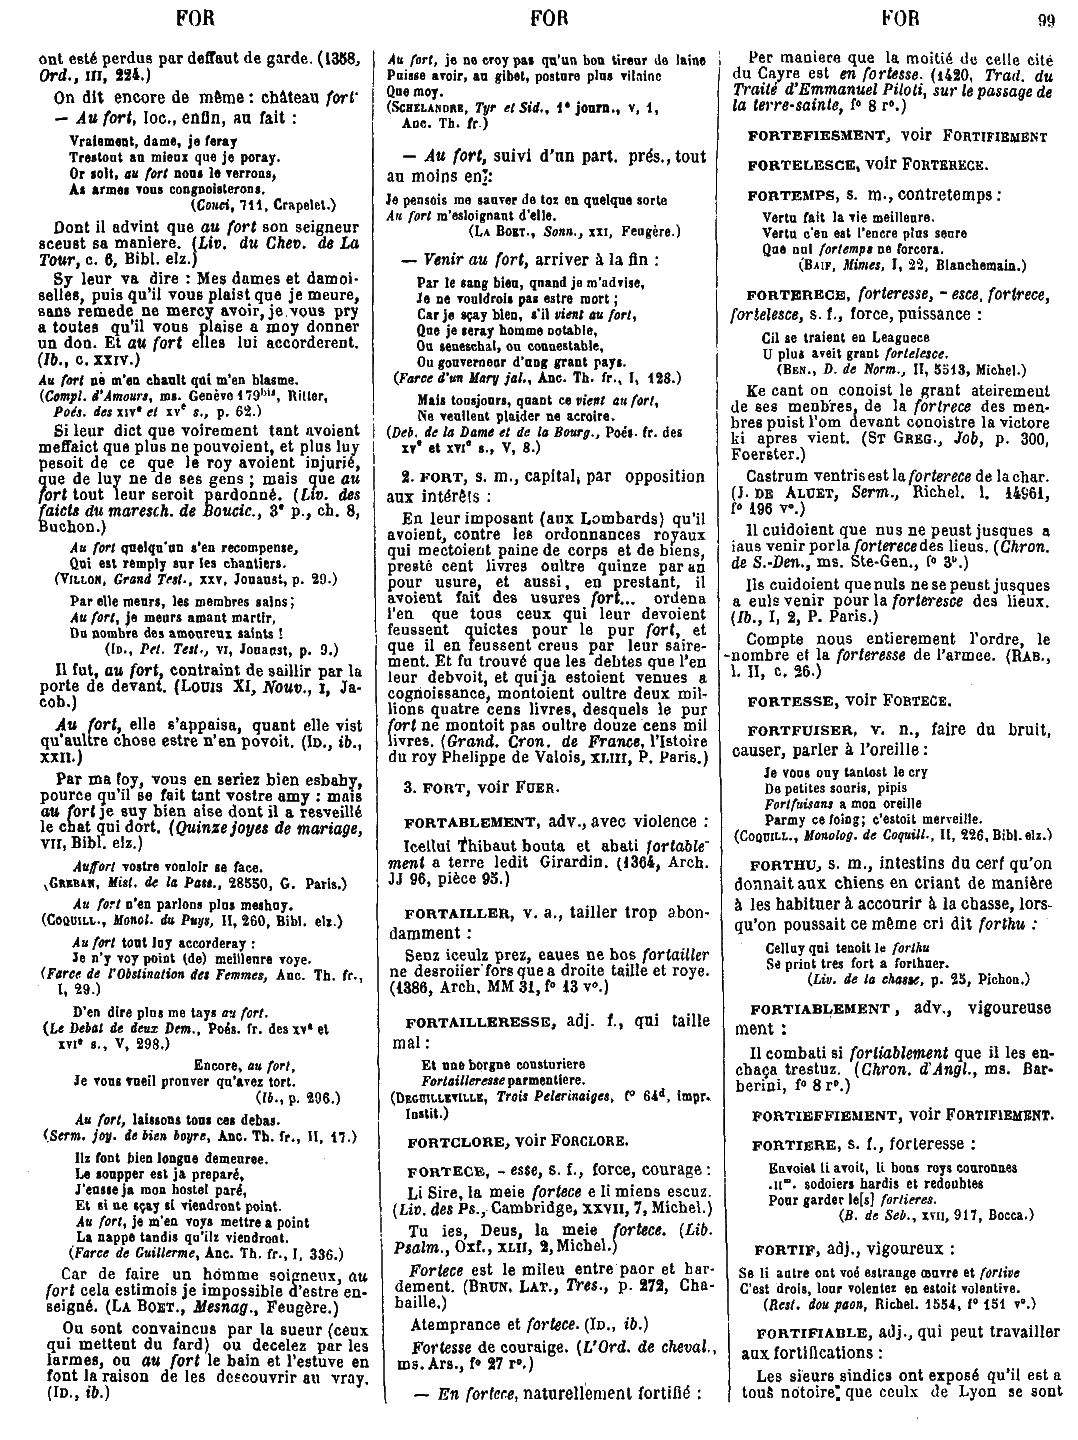 FOR FOR FOR 99
ont esté perdus par deffaut de garde. (1358,
Ord., III, 224.)
On dit encore de même : château fort
— Au fort, loc., enfin, au fait :
Vraiement, dame, je feray
Trestout au mieux que je poray.
Or soit, au fort nous le verrons,
As armes vous congnoisterons.
(Couci, 711, Crapelet.)
Dont il advint que au fort son seigneur
sceust sa maniere. (Liv. du Chev. de La
Tour, c. 6, Bibl. elz.)
Sy leur va dire : Mes dames et damoi-
selles, puis qu'il vous plaist que je meure,
sans remede ne mercy avoir, je vous pry
a toutes qu'il vous plaise a moy donner
un don. Et au fort elles lui accorderent.
(Ib., c. XXIV.)
Au fort ne m'en chault qui m'en blasme.
(Compl. d'Amours, ms. Genève 179bis, Ritter,
Poés. des XIVe et XVe s., p. 62.)
Si leur dict que voirement tant avoient
meffaict que plus ne pouvoient, et plus luy
pesoit de ce que le roy avoient injurié,
que de luy ne de ses gens ; mais que au
fort tout leur seroit pardonné. (Liv. des
faicts du maresch. de Boucic., 3e p., ch. 8,
Buchon.)
Au fort quelqu'un s'en recompense,
Qui est remply sur les chantiers.
(VILLON, Grand Test., XXV, Jouaust, p. 29.)
Par elle meurs, les membres sains ;
Au fort, je meurs amant martir,
Du nombre des amoureux saints !
(ID., Pet. Test., VI, Jouaust, p. 9.)
Il fut, au fort, contraint de saillir par la
porte de devant. (LOUIS XI, Nouv., I, Ja-
cob.)
Au fort, elle s'appaisa, quant elle vist
qu'aultre chose estre n'en povoit. (ID., ib.,
XXII.)
Par ma foy, vous en seriez bien esbahy,
pource qu'il se fait tant vostre amy : mais
au fort je suy bien aise dont il a resveillé
le chat qui dort. (Quinze joyes de mariage,
VII, Bibl. elz.)
Auffort vostre vouloir se face.
(GREBAN, Mist. de la Pass., 28550, G. Paris.)
Au fort n'en parlons plus meshuy.
(COQUILL., Monol. du Puys, II, 260, Bibl. elz.)
Au fort tout luy accorderay :
Je n'y voy point (de) meilleure voye.
(Farce de l'Obstination des Femmes, Anc. Th. fr.,
I, 29.)
D'en dire plus me tays au fort.
(Le Debat de deux Dem., Poés. fr. des XVe et
XVIe s., V, 298.)
Encore, au fort,
Je vous vueil prouver qu'avez tort.
(Ib., p. 296.)
Au fort, laissons tous ces debas.
(Serm. joy. de bien boyre, Anc. Th. fr., II, 17.)
Ilz font bien longue demeuree.
Le soupper est ja preparé,
J'eusse ja mon hostel paré,
Et si ne sçay si viendront point.
Au fort, je m'en voys mettre a point
La nappe tandis qu'ilz viendront.
(Farce de Guillerme, Anc. Th. fr., I, 336.)
Car de faire un homme soigneux, au
fort cela estimois je impossible d'estre en-
seigné. (LA BOET., Mesnag., Feugère.)
Ou sont convaincus par la sueur (ceux
qui mettent du fard) ou decelez par les
larmes, ou au fort le bain et l'estuve en
font la raison de les descouvrir au vray.
(ID., ib.)
Au fort, je ne croy pas qu'un bon tireur de laine
Puisse avoir, au gibet, posture plus vilaine
Que moy.
(SCHELANDRE, Tyr et Sid., 1e journ., V, 1,
Anc. Th. fr.)
— Au fort, suivi d'un part. prés., tout
au moins en :
Je pensois me sauver de toz en quelque sorte
Au fort m'esloignant d'elle.
(LA BOET., Sonn., XXI, Feugère.)
— Venir au fort, arriver à la fin :
Par le sang bieu, quand je m'advise,
Je ne vouldrois pas estre mort ;
Car je sçay bien, s'il vient au fort,
Que je seray homme notable,
Ou seneschal, ou connestable,
Ou gouverneur d'ung grant pays.
(Farce d'un Mary jal., Anc. Th. fr., I, 128.)
Mais tousjours, quant ce vient au fort,
Ne veullent plaider ne acroire.
(Deb. de la Dame et de la Bourg., Poés. fr. des
XVe et XVIe s., V, 8.)
2. FORT, s. m., capital, par opposition
aux intérêts :
En leur imposant (aux Lombards) qu'il
avoient, contre les ordonnances royaux
qui mectoient paine de corps et de biens,
presté cent livres oultre quinze par an
pour usure, et aussi, en prestant, il
avoient fait des usures fort... ordena
l'en que tous ceux qui leur devoient
feussent quictes pour le pur fort, et
que il en feussent creus par leur saire-
ment. Et fu trouvé que les debtes que l'en
leur debvoit, et qui ja estoient venues a
cognoissance, montoient oultre deux mil-
lions quatre cens livres, desquels le pur
fort ne montoit pas oultre douze cens mil
livres. (Grand. Cron. de France, l'Istoire
du roy Phelippe de Valois, XLIII, P. Paris.)
3. FORT, voir FUER.
FORTABLEMENT, adv., avec violence :
Icellui Thibaut bouta et abati fortable-
ment a terre ledit Girardin. (1364, Arch.
JJ 96, pièce 95.)
FORTAILLER, v. a., tailler trop abon-
damment :
Senz iceulz prez, eaues ne bos fortailler
ne desroiier fors que a droite taille et roye.
(1386, Arch. MM 31, f° 13 v°.)
FORTAILLERESSE, adj. f., qui taille
mal :
Et une borgne cousturiere
Fortailleresse parmentiere.
(DEGUILLEVILLE, Trois Pelerinaiges, f° 64d, impr.
Instit.)
FORTCLORE, voir FORCLORE.
FORTECE, - esse, s. f., force, courage :
Li Sire, la meie fortece e li miens escuz.
(Liv. des Ps., Cambridge, XXVII, 7, Michel.)
Tu ies, Deus, la meie fortece. (Lib.
Psalm., Oxf., XLII, 2, Michel.)
Fortece est le milieu entre paor et har-
dement. (BRUN. LAT., Tres., p. 272, Cha-
baille.)
Atemprance et fortece. (ID., ib.)
Fortesse de couraige. (L'Ord. de cheval.,
ms. Ars., f° 27 r°.)
— En fortece, naturellement fortifié :
Per maniere que la moitié de celle cité
du Cayre est en fortesse. (1420, Trad. du
Traité d'Emmanuel Piloti, sur le passage de
la terre-sainte, f° 8 r°.)
FORTEFIESMENT, voir FORTIFIEMENT
FORTELESCE, voir FORTERECE.
FORTEMPS, s. m., contretemps :
Vertu fait la vie meilleure.
Vertu c'en est l'encre plus seure
Que nul fortemps ne forcora.
(BAIF, Mimes, I, 22, Blanchemain.)
FORTERECE, forteresse, - esce, fortrece,
fortelesce, s. f., force, puissance :
Cil se traient en Leaguece
U plus aveit grant fortelesce.
(BEN., D. de Norm., II, 5513, Michel.)
Ke cant on conoist le grant ateirement
de ses menbres, de la fortrece des men-
bres puist l'om devant conoistre la victore
ki apres vient. (ST GREG., Job, p. 300,
Foerster.)
Castrum ventris est la forterece de la char.
(J. DE ALUET, Serm., Richel. l. 14961,
f° 196 v°.)
Il cuidoient que nus ne peust jusques a
iaus venir por la forterece des lieus. (Chron.
de S.-Den., ms. Ste-Gen., f° 3b.)
Ils cuidoient que nuls ne se peust jusques
a euls venir pour la forteresce des lieux.
(Ib., I, 2, P. Paris.)
Compte nous entierement l'ordre, le
nombre et la forteresse de l'armee. (RAB.,
l. II, c. 26.)
FORTESSE, voir FORTECE.
FORTFUISER, v. n., faire du bruit,
causer, parler à l'oreille :
Je vous ouy tantost le cry
De petites souris, pipis
Fortfuisans a mon oreille
Parmy ce foing; c'estoit merveille.
(COQUILL., Monolog. de Coquill., II, 226, Bibl. elz.)
FORTHU, s. m., intestins du cerf qu'on
donnait aux chiens en criant de manière
à les habituer à accourir à la chasse, lors-
qu'on poussait ce même cri dit forthu :
Celluy qui tenoit le forthu
Se print tres fort a forthuer.
(Liv. de la chasse, p. 25, Pichon.)
FORTIABLEMENT, adv., vigoureuse
ment :
Il combati si fortiablement que il les en-
chaça trestuz. (Chron. d'Angl., ms. Bar-
berini, f° 8 r°.)
FORTIEFFIEMENT, voir FORTIFIEMENT.
FORTIERE, s. f., forteresse :
Envoiet li avoit, li bons roys couronnes
.IIm. sodoiers hardis et redoubtes
Pour garder le[s] fortieres.
(B. de Seb., XVII, 917, Bocca.)
FORTIF, adj., vigoureux :
Se li autre ont voé estrange œuvre et fortive
C'est drois, lour volentez en estoit volentive.
(Rest. dou paon, Richel. 1554, f° 151 v°.)
FORTIFIABLE, adj., qui peut travailler
aux fortifications :
Les sieurs sindics ont exposé qu'il est a
tous notoire que ceulx de Lyon se sont